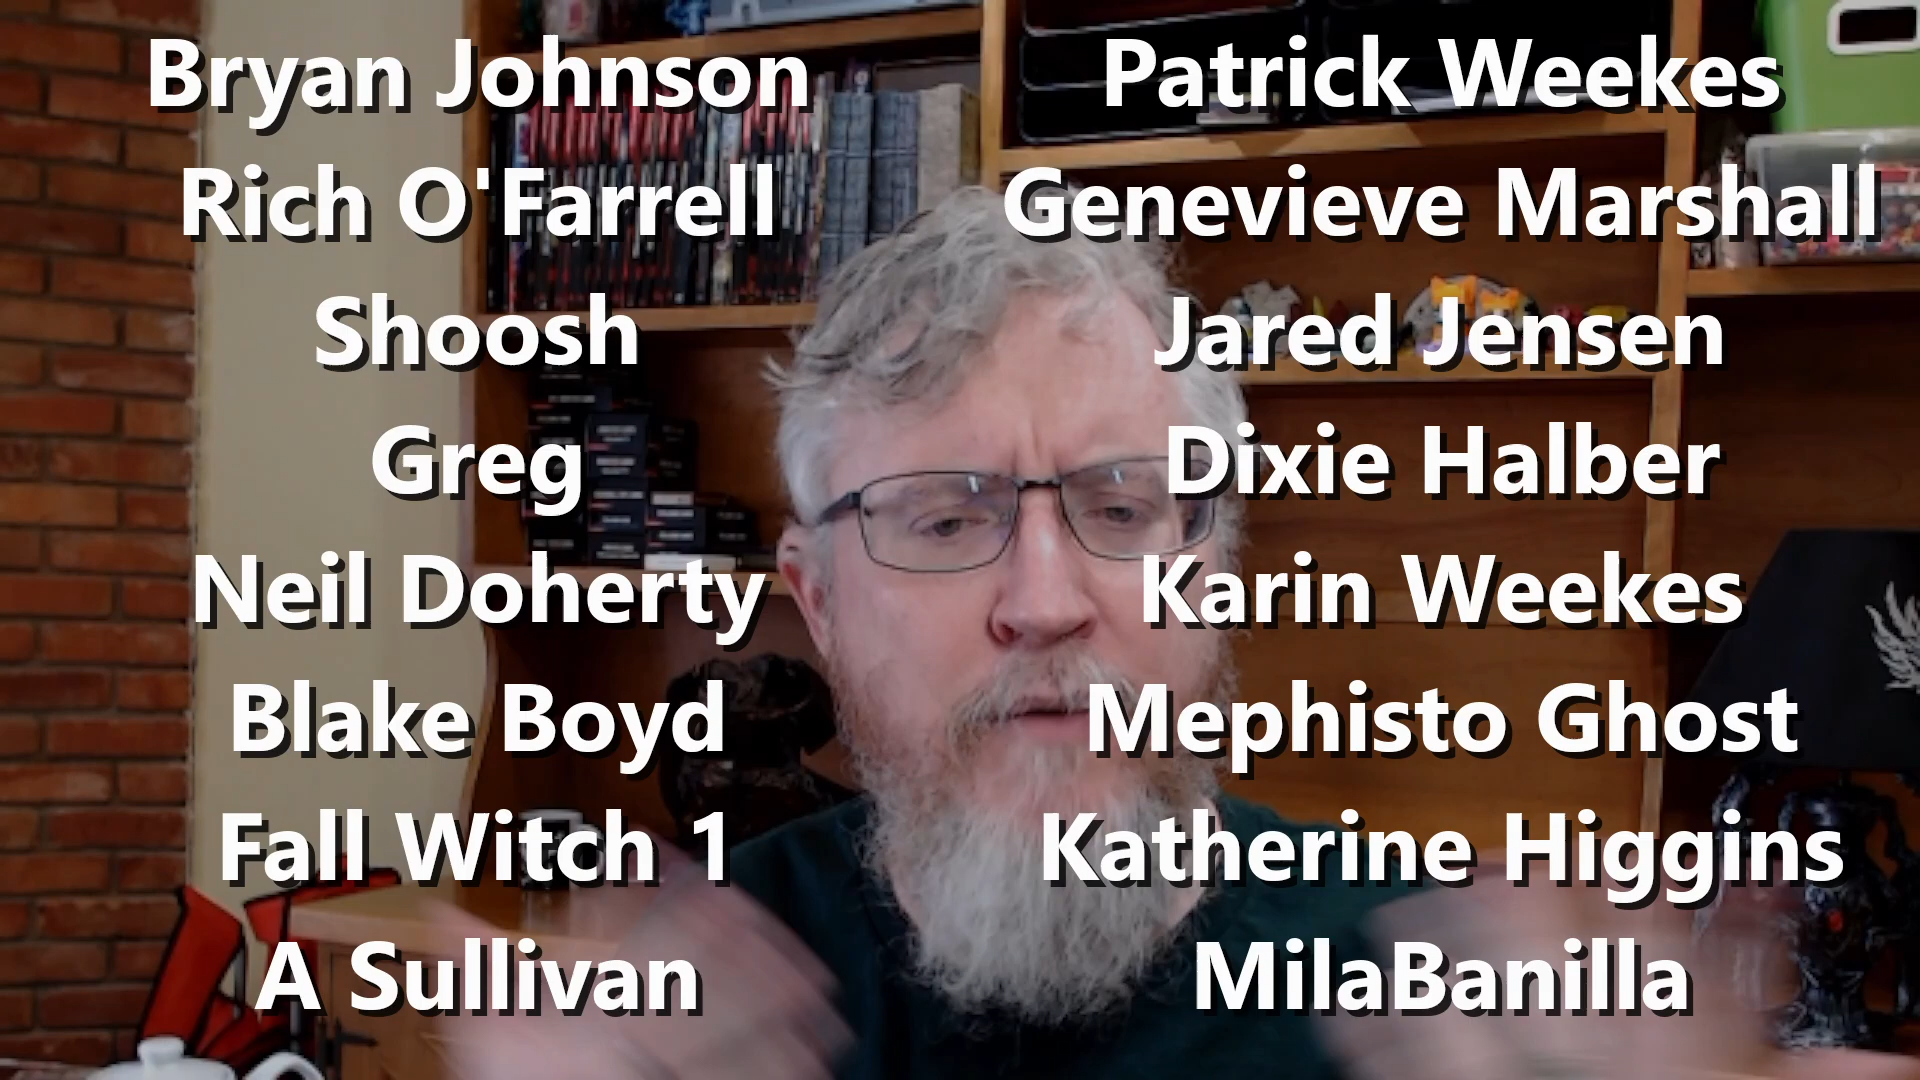 Bryan Johnson
Rich O'Farrell
Shoosh
Greg
Neil Doherty
Blake Boyd
Fall Witch 1
A Sullivan
Patrick Weekes
Genevieve Marshall
Jared Jensen
Dixie Halber
Karin Weekes
Mephisto Ghost
Katherine Higgins
MilaBanilla